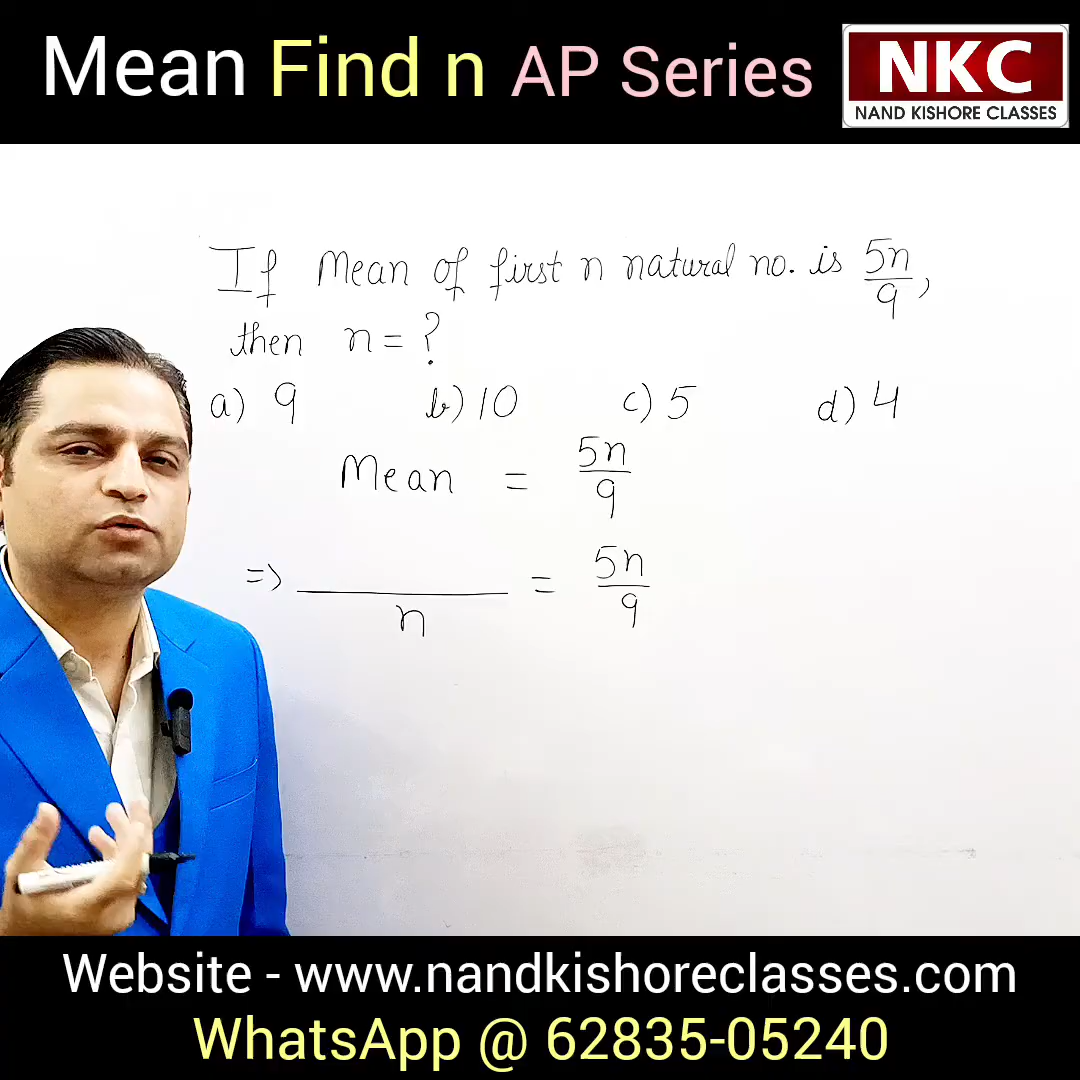 Mean Find n AP Series
NKC
NAND KISHORE CLASSES
If Mean of first n natural no. is 5n/9,
then n = ?
a) 9 b) 10 c) 5 d) 4
Mean = 5n/9
=> ____ / n = 5n/9
Website - www.nandkishoreclasses.com
WhatsApp @ 62835-05240